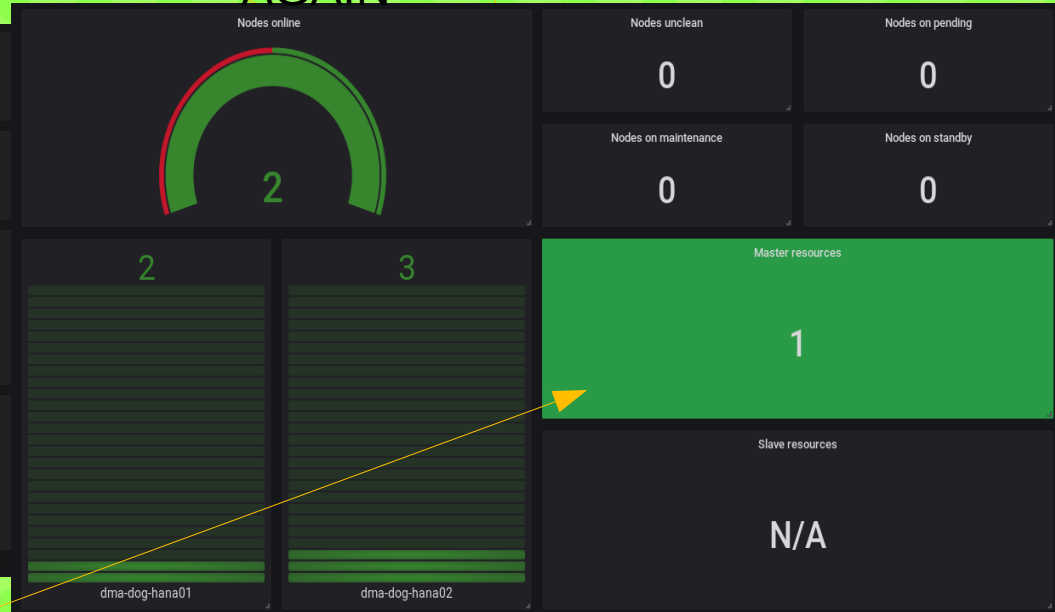 AGAIN
Nodes online
2
Nodes unclean
0
Nodes on pending
0
Nodes on maintenance
0
Nodes on standby
0
2
dma-dog-hana01
3
dma-dog-hana02
Master resources
1
Slave resources
N/A